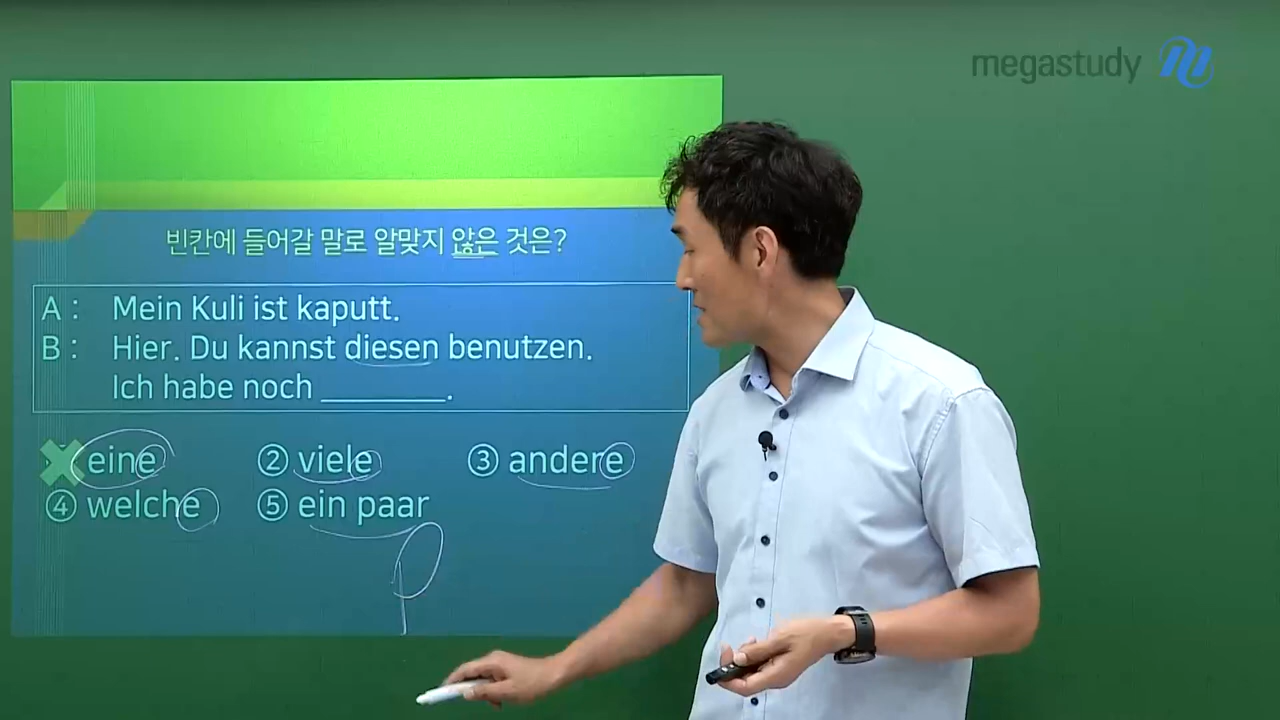 megastudy
빈칸에 들어갈 말로 알맞지 않은 것은?
A : Mein Kuli ist kaputt.
B : Hier. Du kannst diesen benutzen.
Ich habe noch ________.
eine ② viele ③ andere
④ welche ⑤ ein paar
p